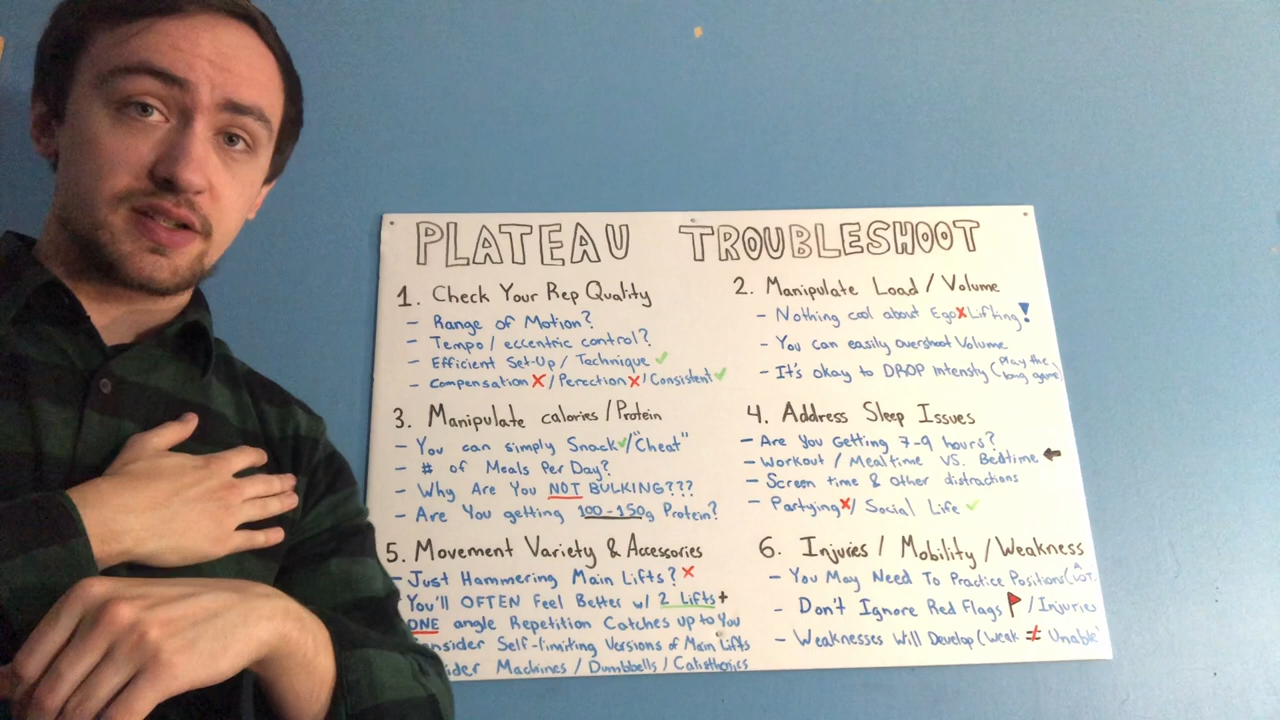 PLATEAU TROUBLESHOOT
1. Check Your Rep Quality
- Range of Motion?
- Tempo/eccentric control?
- Efficient Set-Up/Technique ✓
- Compensation X/Perection X/Consistent ✓
2. Manipulate Load/Volume
- Nothing cool about Ego X Lifting!
- You can easily overshoot Volume
- It's okay to DROP Intensty (Play the long game)
3. Manipulate calories/Protein
- You can simply Snack ✓/"Cheat"
- # of Meals Per Day?
- Why Are You NOT BULKING???
- Are You getting 100-150g Protein?
4. Address Sleep Issues
- Are You Getting 7-9 hours?
- Workout/Mealtime VS. Bedtime ←
- Screen time & other distractions
- Partying X/Social Life ✓
5. Movement Variety & Accessories
- Just Hammering Main Lifts? X
You'll OFTEN Feel Better w/ 2 Lifts+
ONE angle Repetition Catches up to You
Self-limiting Versions of Main Lifts
Machines/Dumbbells/Calisthenics
6. Injuries/Mobility/Weakness
- You May Need To Practice Positions (A LOT.
- Don't Ignore Red Flags /Injuries
- Weaknesses Will Develop (Weak ≠ Unable)